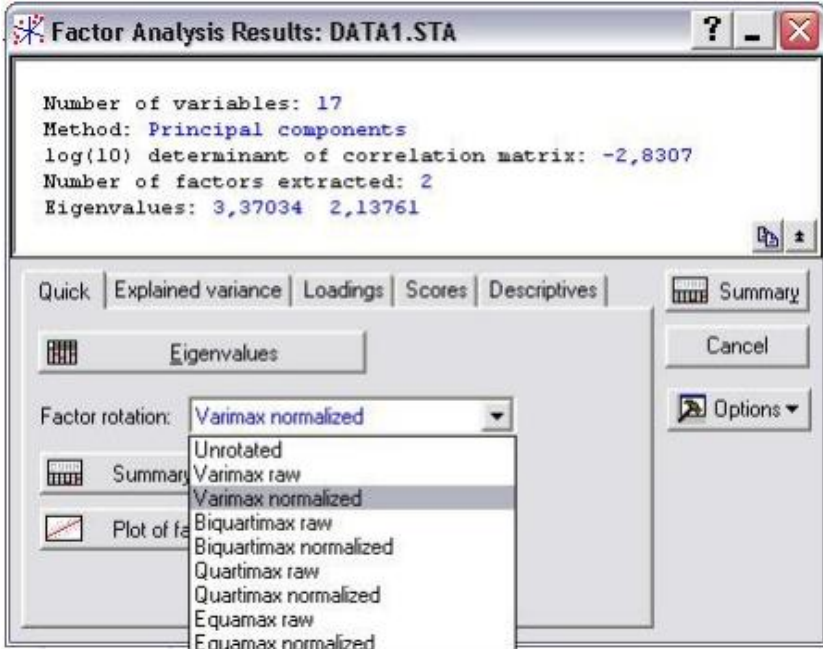 Factor Analysis Results: DATA1.STA
Number of variables: 17
Method: Principal components
log(10) determinant of correlation matrix: -2,8307
Number of factors extracted: 2
Eigenvalues: 3,37034 2,13761
Quick Explained variance Loadings Scores Descriptives
Summary
Eigenvalues
Cancel
Factor rotation: Varimax normalized
Options
Unrotated
Summary
Varimax raw
Varimax normalized
Plot of fa
Biquartimax raw
Biquartimax normalized
Quartimax raw
Quartimax normalized
Equamax raw
Equamax normalized